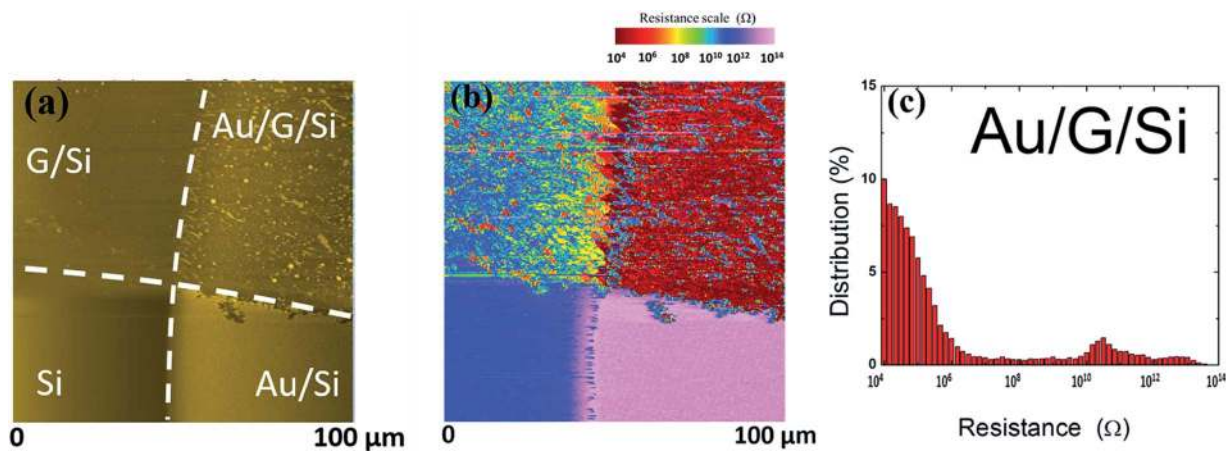 (a)
G/Si
Au/G/Si
Si
Au/Si
0
100 µm
Resistance scale (Ω)
10⁴ 10⁶ 10⁸ 10¹⁰ 10¹² 10¹⁴
(b)
0
100 µm
(c)
Au/G/Si
Distribution (%)
15
10
5
0
10⁴ 10⁶ 10⁸ 10¹⁰ 10¹² 10¹⁴
Resistance (Ω)